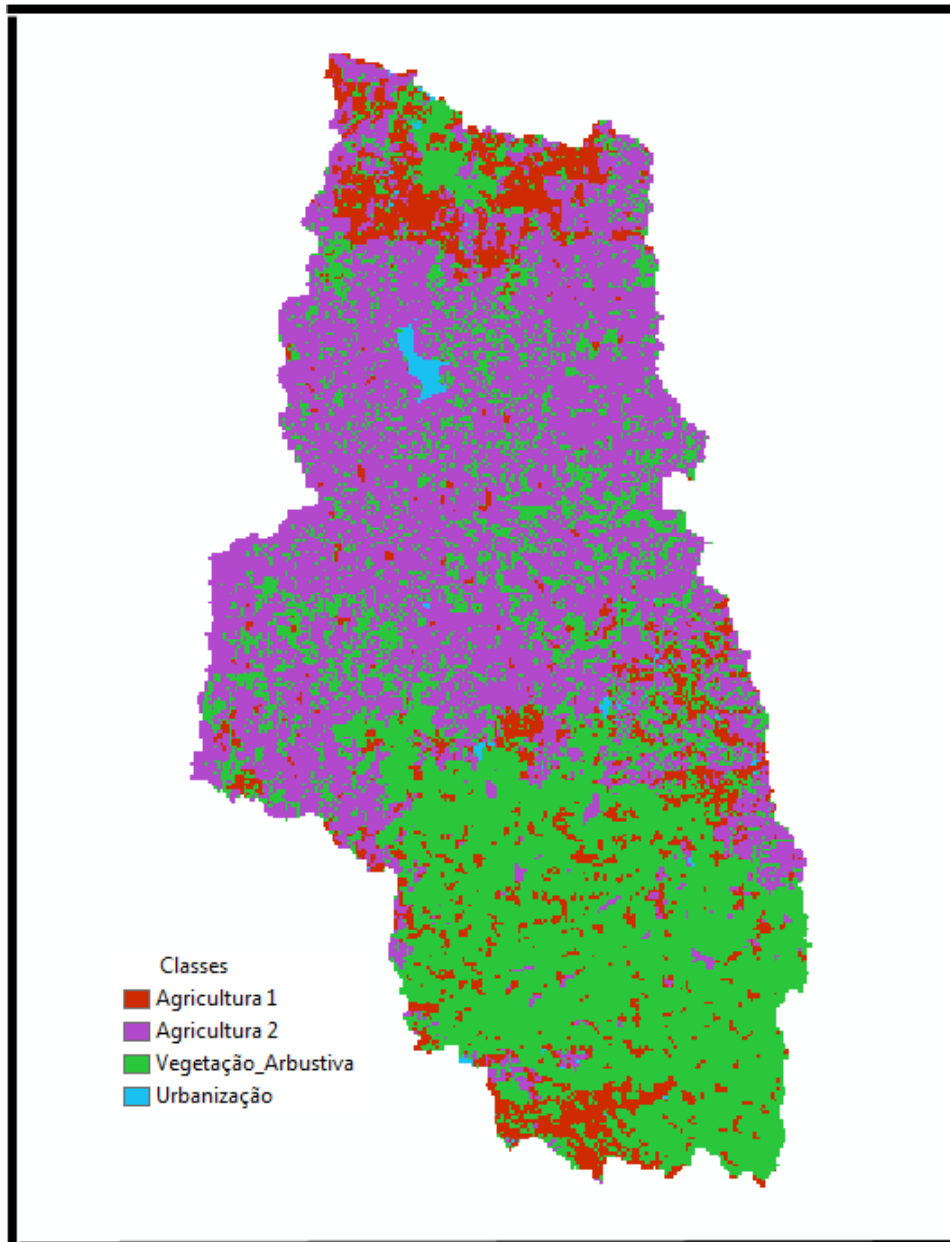 Classes
Agricultura 1
Agricultura 2
Vegetação_Arbustiva
Urbanização